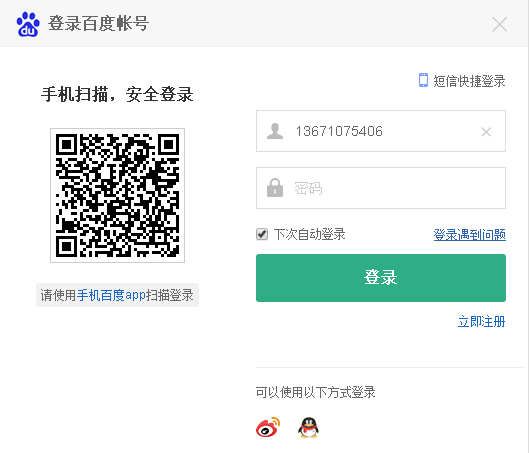 du 登录百度帐号
短信快捷登录
手机扫描，安全登录
13671075406
密码
下次自动登录 登录遇到问题
登录
请使用手机百度app扫描登录
立即注册
可以使用以下方式登录